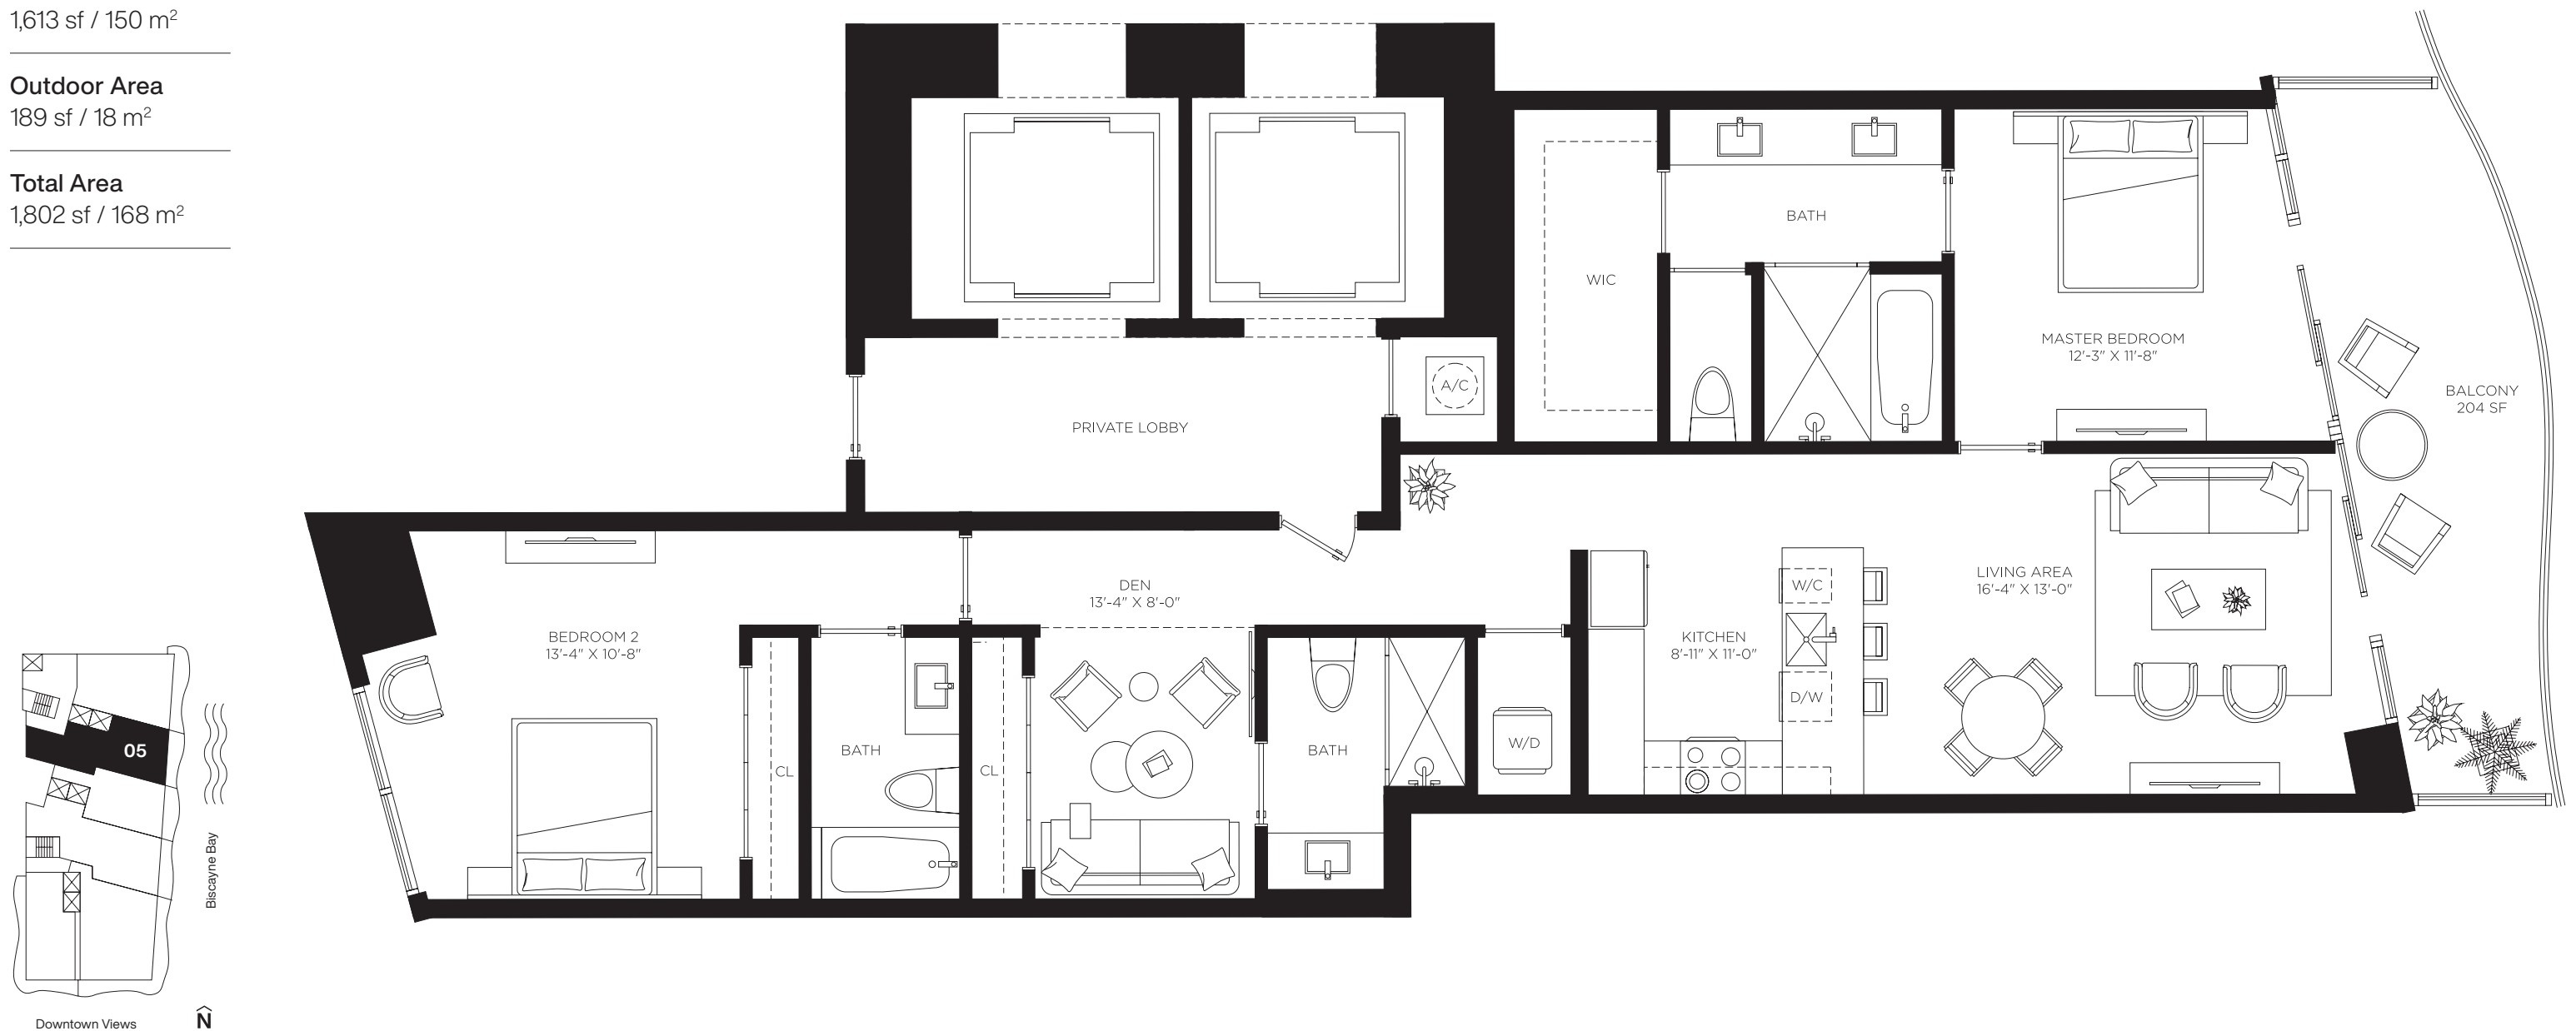 1,613 sf / 150 m²
Outdoor Area
189 sf / 18 m²
Total Area
1,802 sf / 168 m²
WIC
BATH
MASTER BEDROOM
12'-3" X 11'-8"
BALCONY
204 SF
A/C
PRIVATE LOBBY
DEN
13'-4" X 8'-0"
BEDROOM 2
13'-4" X 10'-8"
CL
BATH
CL
BATH
W/D
KITCHEN
8'-11" X 11'-0"
W/C
D/W
LIVING AREA
16'-4" X 13'-0"
05
Biscayne Bay
Downtown Views
N